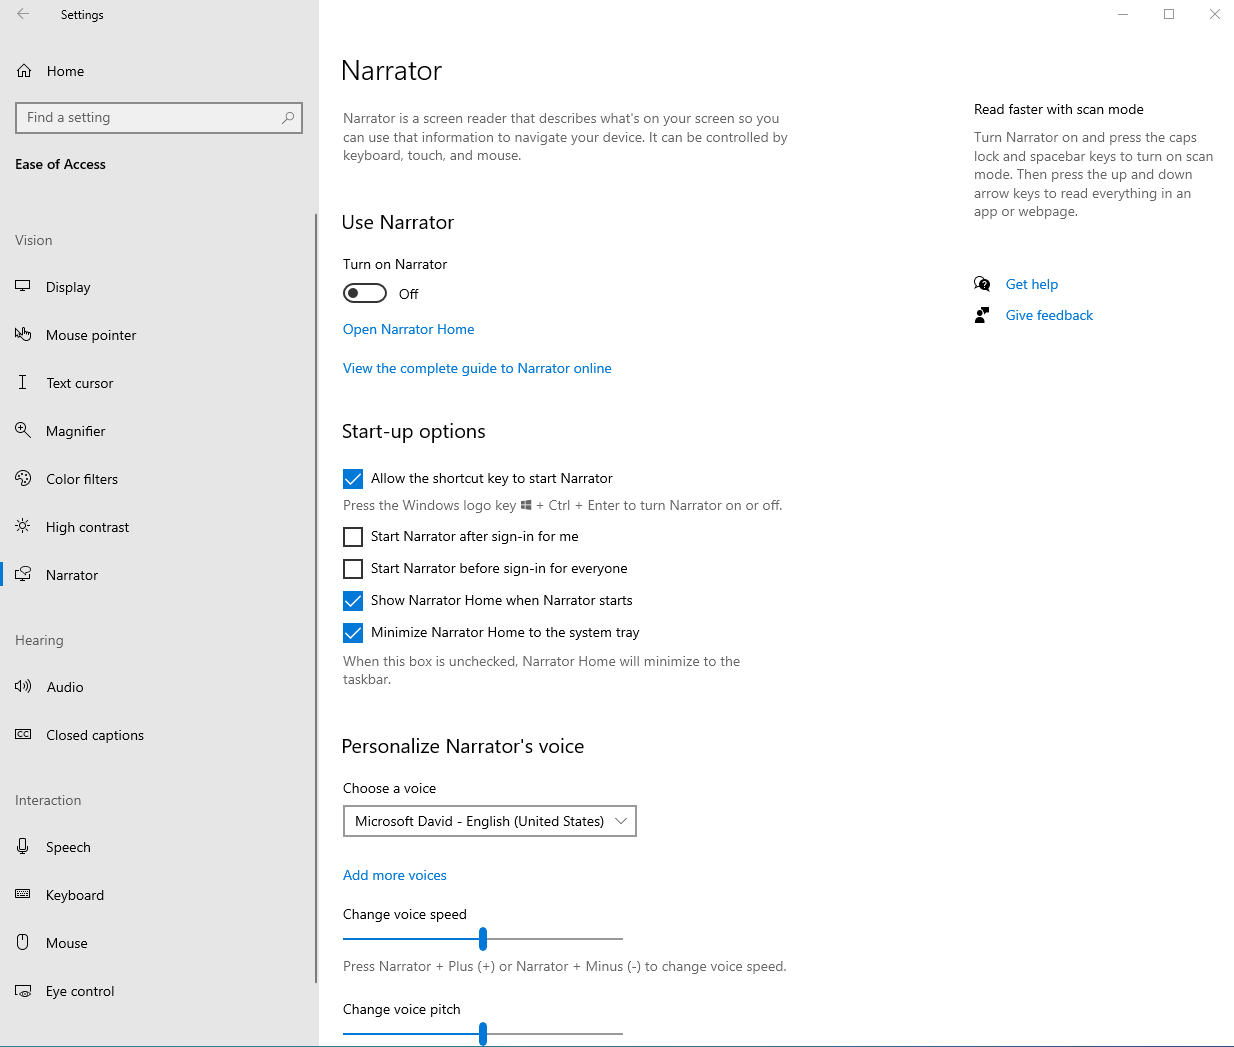 Settings
Home
Find a setting
Ease of Access
Vision
Display
Mouse pointer
Text cursor
Magnifier
Color filters
High contrast
Narrator
Hearing
Audio
Closed captions
Interaction
Speech
Keyboard
Mouse
Eye control
Narrator
Narrator is a screen reader that describes what's on your screen so you
can use that information to navigate your device. It can be controlled by
keyboard, touch, and mouse.
Use Narrator
Turn on Narrator
Off
Open Narrator Home
View the complete guide to Narrator online
Start-up options
Allow the shortcut key to start Narrator
Press the Windows logo key + Ctrl + Enter to turn Narrator on or off.
Start Narrator after sign-in for me
Start Narrator before sign-in for everyone
Show Narrator Home when Narrator starts
Minimize Narrator Home to the system tray
When this box is unchecked, Narrator Home will minimize to the
taskbar.
Personalize Narrator's voice
Choose a voice
Microsoft David - English (United States)
Add more voices
Change voice speed
Press Narrator + Plus (+) or Narrator + Minus (-) to change voice speed.
Change voice pitch
Read faster with scan mode
Turn Narrator on and press the caps
lock and spacebar keys to turn on scan
mode. Then press the up and down
arrow keys to read everything in an
app or webpage.
Get help
Give feedback